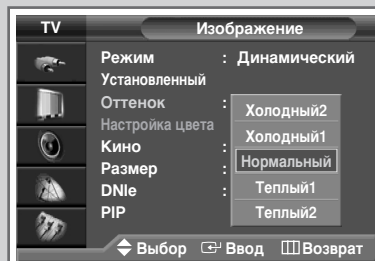 TV Изображение
Режим : Динамический
Установленный
Оттенок :
Холодный2
Настройка цвета
Холодный1
Кино :
Нормальный
Размер :
DNIe :
Теплый1
PIP
Теплый2
Выбор Ввод Возврат